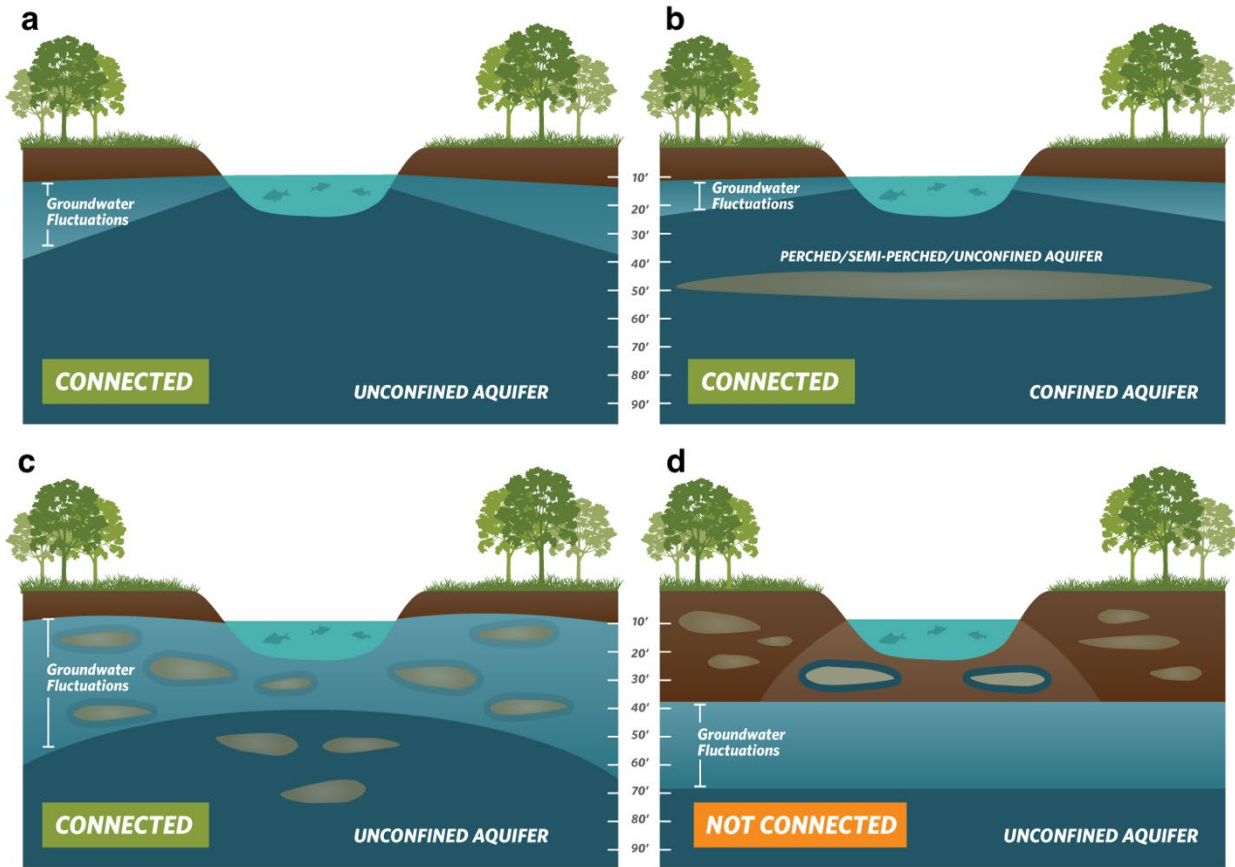 a
Groundwater
Fluctuations
CONNECTED
UNCONFINED AQUIFER
10'
20'
30'
40'
50'
60'
70'
80'
90'
b
Groundwater
Fluctuations
PERCHED/SEMI-PERCHED/UNCONFINED AQUIFER
CONNECTED
CONFINED AQUIFER
c
Groundwater
Fluctuations
CONNECTED
UNCONFINED AQUIFER
10'
20'
30'
40'
50'
60'
70'
80'
90'
d
Groundwater
Fluctuations
NOT CONNECTED
UNCONFINED AQUIFER